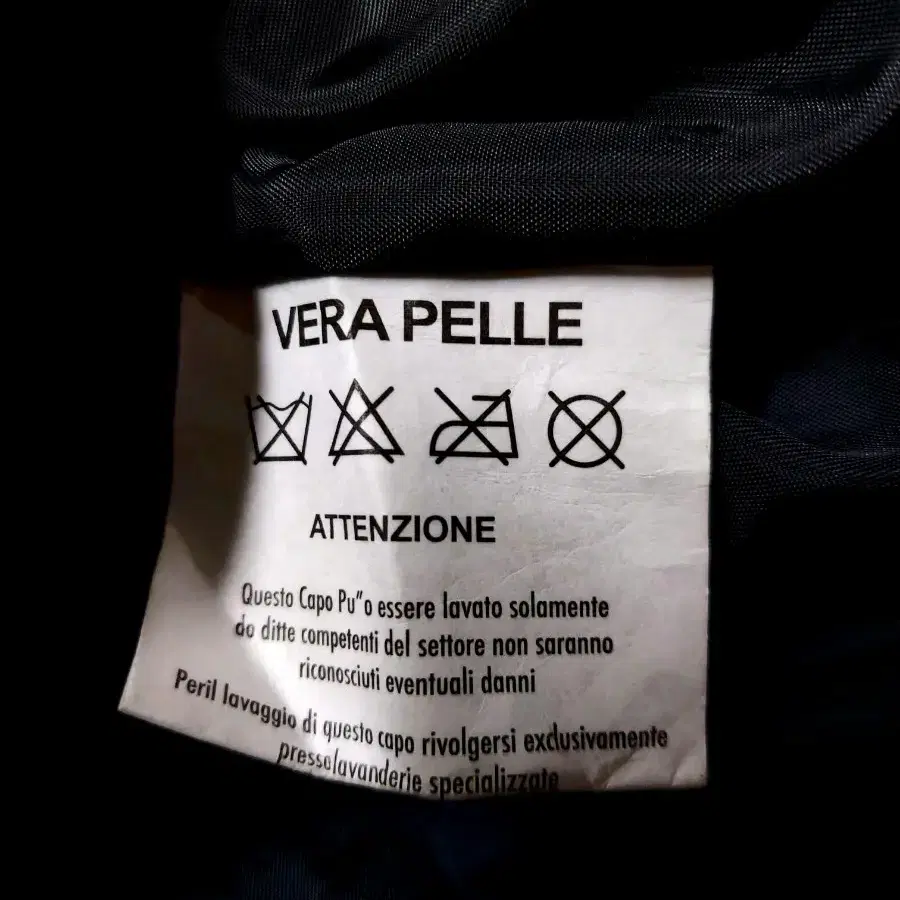 VERA PELLE
ATTENZIONE
Questo Capo Pu"o essere lavato solamente
do ditte competenti del settore non saranno
riconosciuti eventuali danni
Peril lavaggio di questo capo rivolgersi exclusivamente
pressolavanderie specializzate